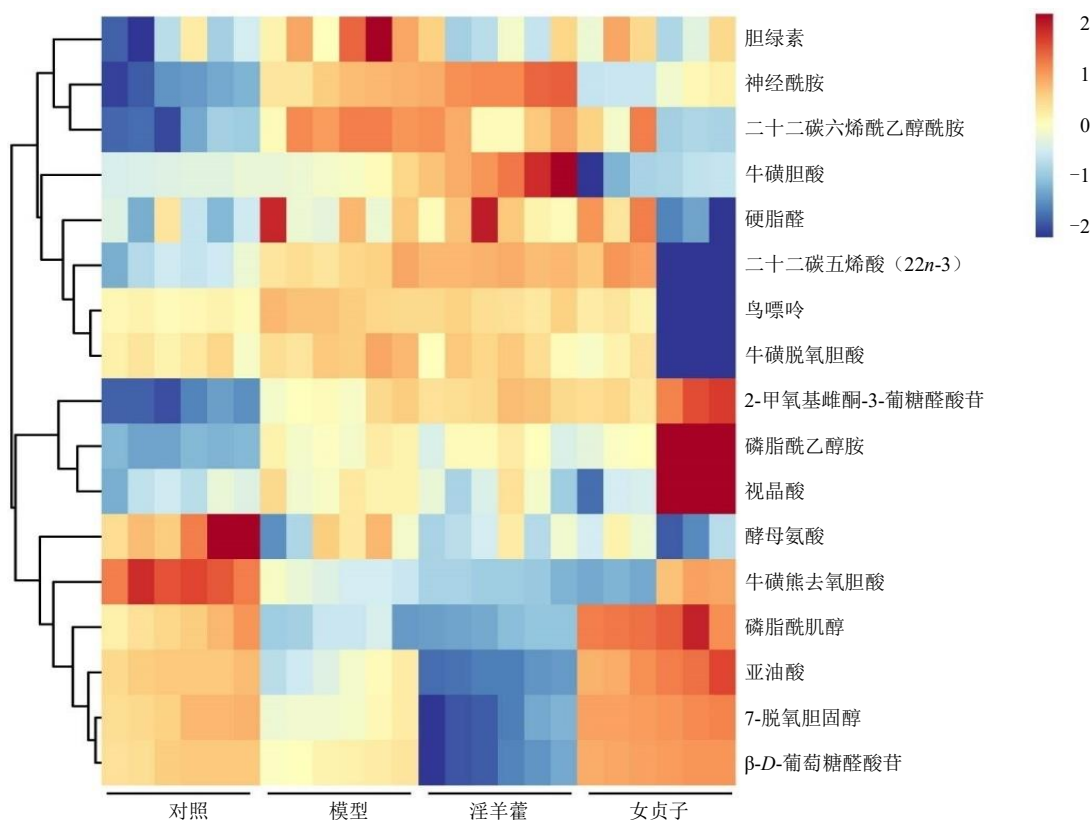 胆绿素
神经酰胺
二十二碳六烯酰乙醇酰胺
牛磺胆酸
硬脂醛
二十二碳五烯酸（22n-3）
鸟嘌呤
牛磺脱氧胆酸
2-甲氧基雌酮-3-葡糖醛酸苷
磷脂酰乙醇胺
视晶酸
酵母氨酸
牛磺熊去氧胆酸
磷脂酰肌醇
亚油酸
7-脱氧胆固醇
β-D-葡萄糖醛酸苷
2
1
0
−1
−2
对照 模型 淫羊藿 女贞子